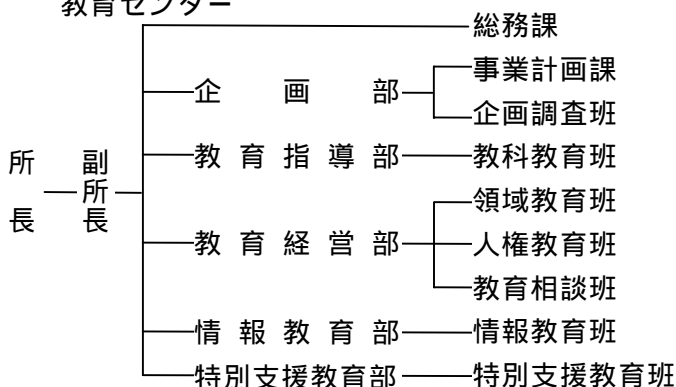 教育センター
総務課
企画部 事業計画課
企画調査班
教育指導部 教科教育班
所長 副所長
領域教育班
教育経営部 人権教育班
教育相談班
情報教育部 情報教育班
特別支援教育部 特別支援教育班